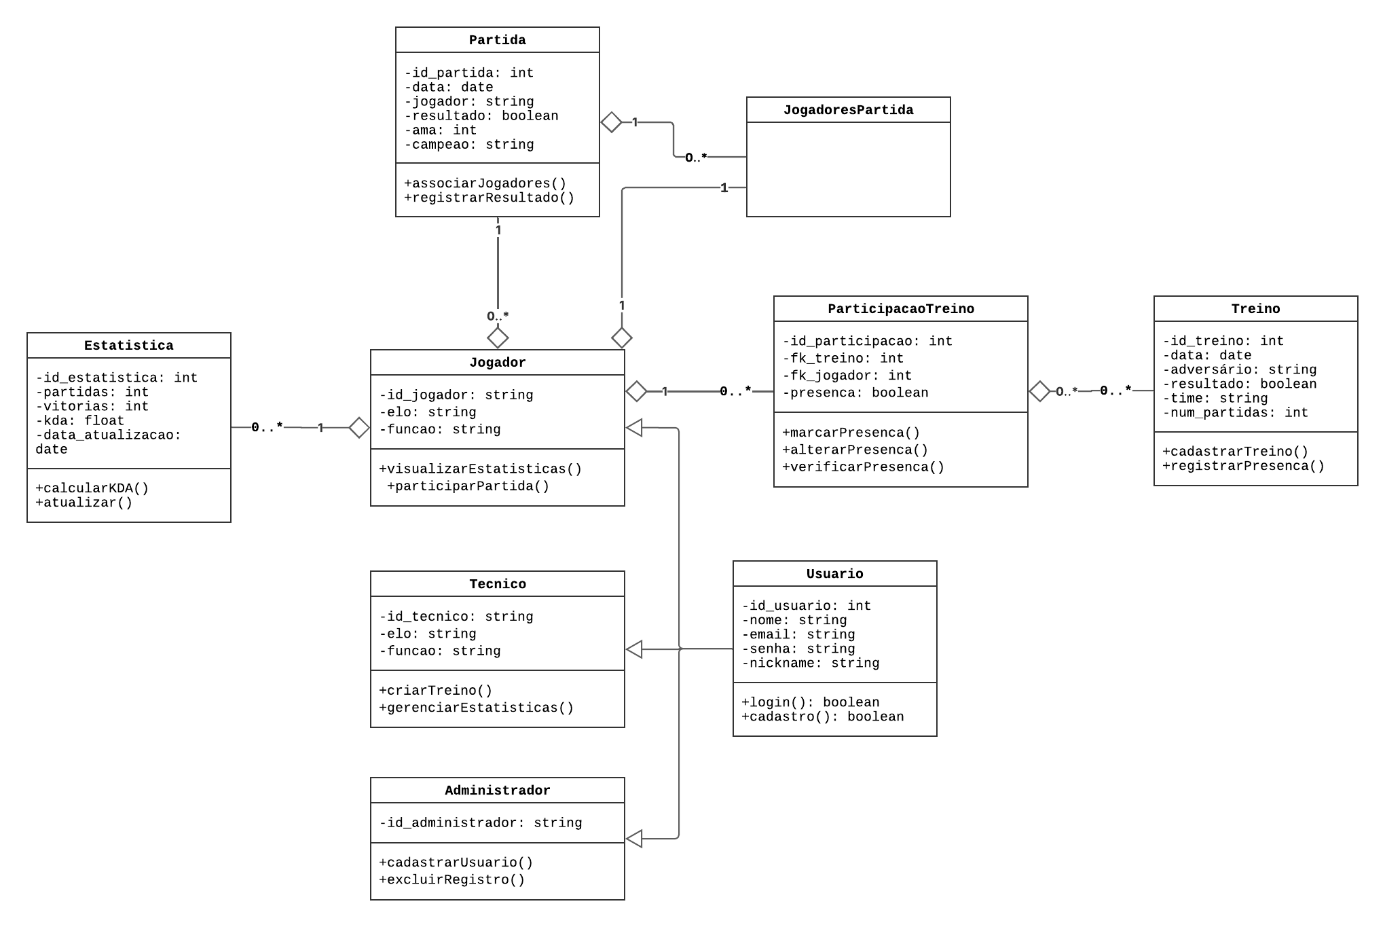 Partida
-id_partida: int
-data: date
-jogador: string
-resultado: boolean
-ama: int
-campeao: string
+associarJogadores()
+registrarResultado()
1
0..*
JogadoresPartida
1
1
1
0..*
Estatistica
-id_estatistica: int
-partidas: int
-vitorias: int
-kda: float
-data_atualizacao:
date
+calcularKDA()
+atualizar()
0..*
1
Jogador
-id_jogador: string
-elo: string
-funcao: string
+visualizarEstatisticas()
+participarPartida()
1
0..*
ParticipacaoTreino
-id_participacao: int
-fk_treino: int
-fk_jogador: int
-presenca: boolean
+marcarPresenca()
+alterarPresenca()
+verificarPresenca()
0..*
0..*
Treino
-id_treino: int
-data: date
-adversário: string
-resultado: boolean
-time: string
-num_partidas: int
+cadastrarTreino()
+registrarPresenca()
Tecnico
-id_tecnico: string
-elo: string
-funcao: string
+criarTreino()
+gerenciarEstatisticas()
Usuario
-id_usuario: int
-nome: string
-email: string
-senha: string
-nickname: string
+login(): boolean
+cadastro(): boolean
Administrador
-id_administrador: string
+cadastrarUsuario()
+excluirRegistro()